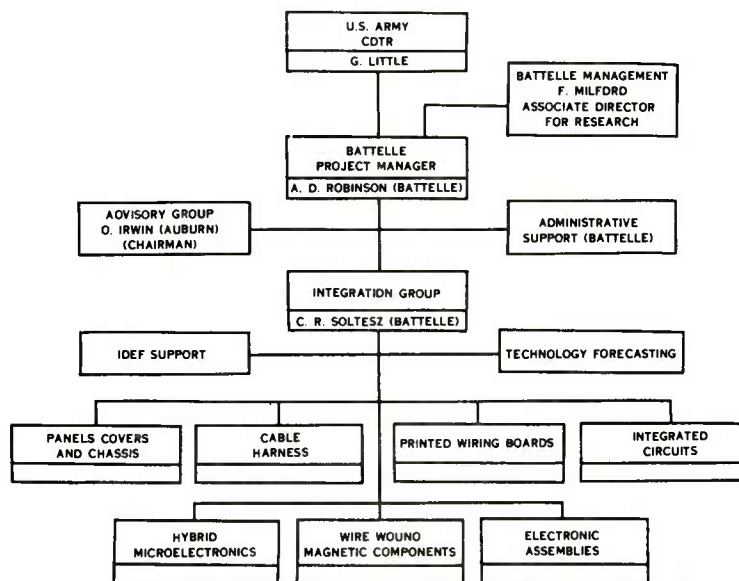 U.S. ARMY
CDTR
G. LITTLE
BATTELLE MANAGEMENT
F. MILFORD
ASSOCIATE DIRECTOR
FOR RESEARCH
BATTELLE
PROJECT MANAGER
A. D. ROBINSON (BATTELLE)
AOVISORY GROUP
O. IRWIN (AUBURN)
(CHAIRMAN)
ADMINISTRATIVE
SUPPORT (BATTELLE)
INTEGRATION GROUP
C. R. SOLTESZ (BATTELLE)
IDEF SUPPORT
TECHNOLOGY FORECASTING
PANELS COVERS
AND CHASSIS
CABLE
HARNESS
PRINTED WIRING BOARDS
INTEGRATED
CIRCUITS
HYBRID
MICROELECTRONICS
WIRE WOUNO
MAGNETIC COMPONENTS
ELECTRONIC
ASSEMBLIES